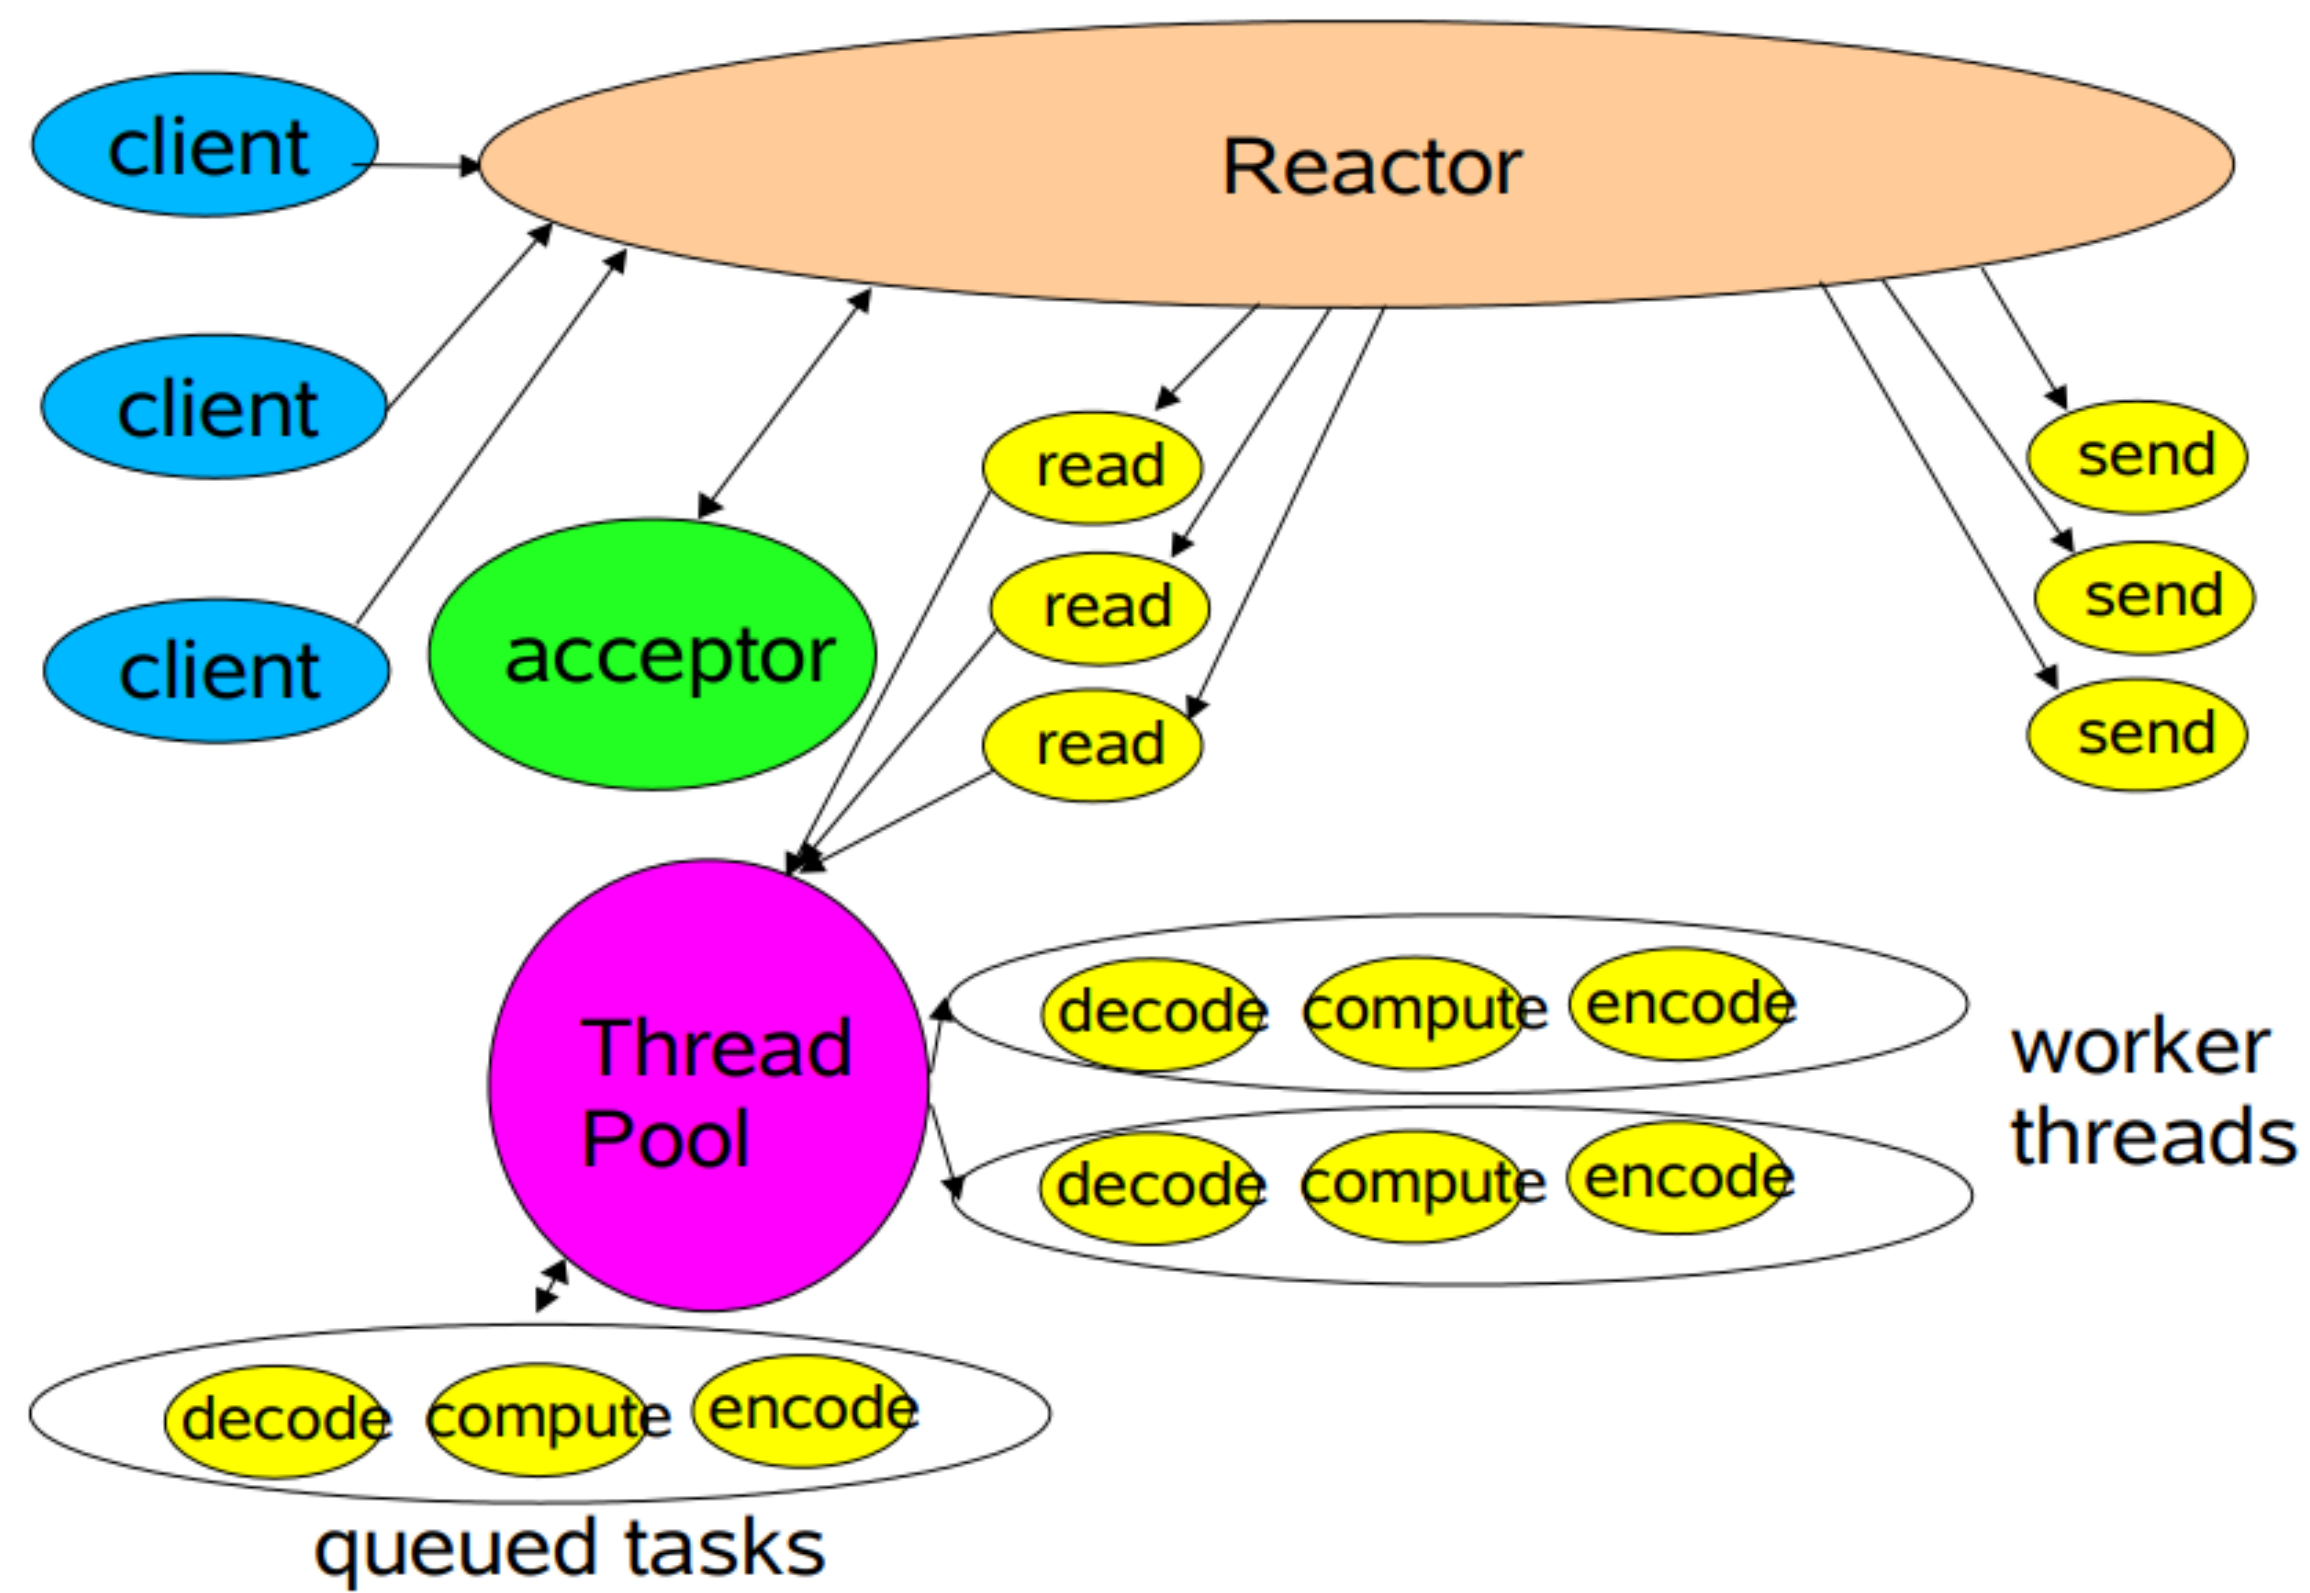 client
Reactor
client
client
acceptor
read
read
read
send
send
send
Thread
Pool
decode compute encode
decode compute encode
worker
threads
decode compute encode
queued tasks